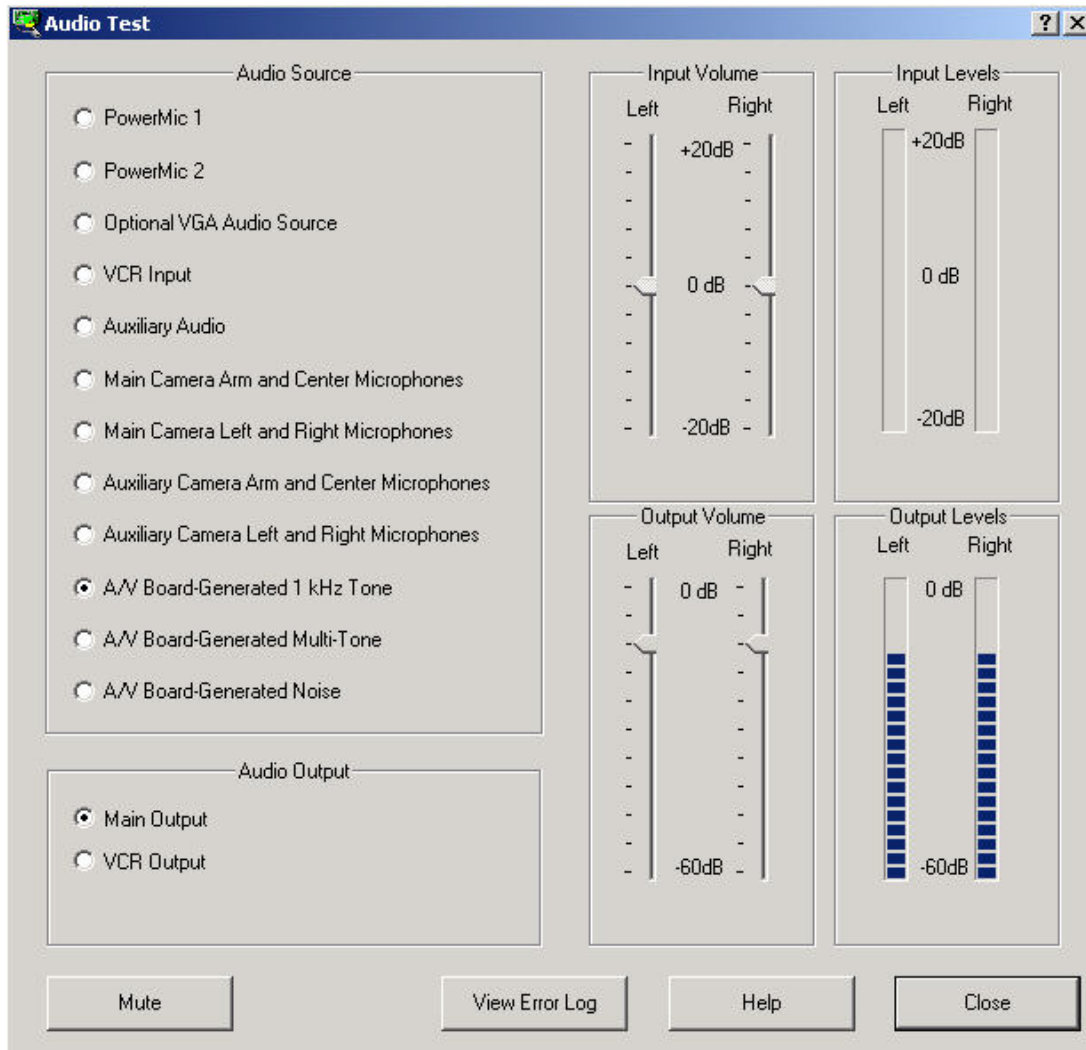 Audio Test
Audio Source
PowerMic 1
PowerMic 2
Optional VGA Audio Source
VCR Input
Auxiliary Audio
Main Camera Arm and Center Microphones
Main Camera Left and Right Microphones
Auxiliary Camera Arm and Center Microphones
Auxiliary Camera Left and Right Microphones
A/V Board-Generated 1 kHz Tone
A/V Board-Generated Multi-Tone
A/V Board-Generated Noise
Audio Output
Main Output
VCR Output
Input Volume
Left Right
+20dB
0 dB
-20dB
Input Levels
Left Right
+20dB
0 dB
-20dB
Output Volume
Left Right
0 dB
-60dB
Output Levels
Left Right
0 dB
-60dB
Mute View Error Log Help Close